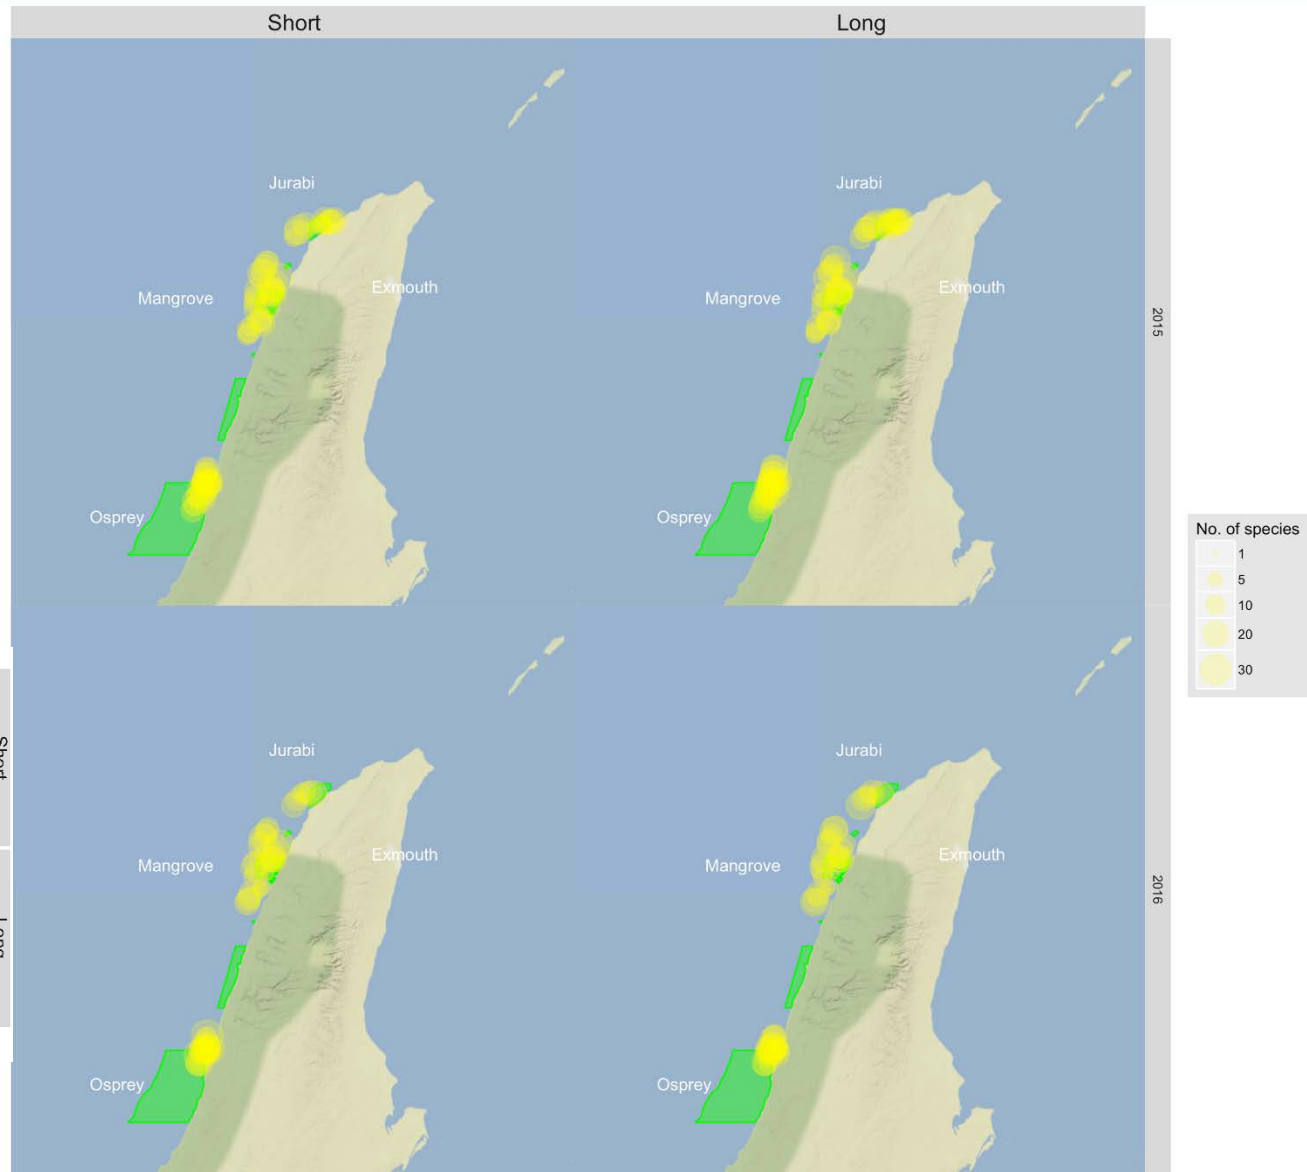 Short
Long
Jurabi
Jurabi
Mangrove
Exmouth
Mangrove
Exmouth
2015
Osprey
Osprey
No. of species
1
5
10
20
30
Jurabi
Jurabi
Mangrove
Exmouth
Mangrove
Exmouth
2016
Osprey
Osprey